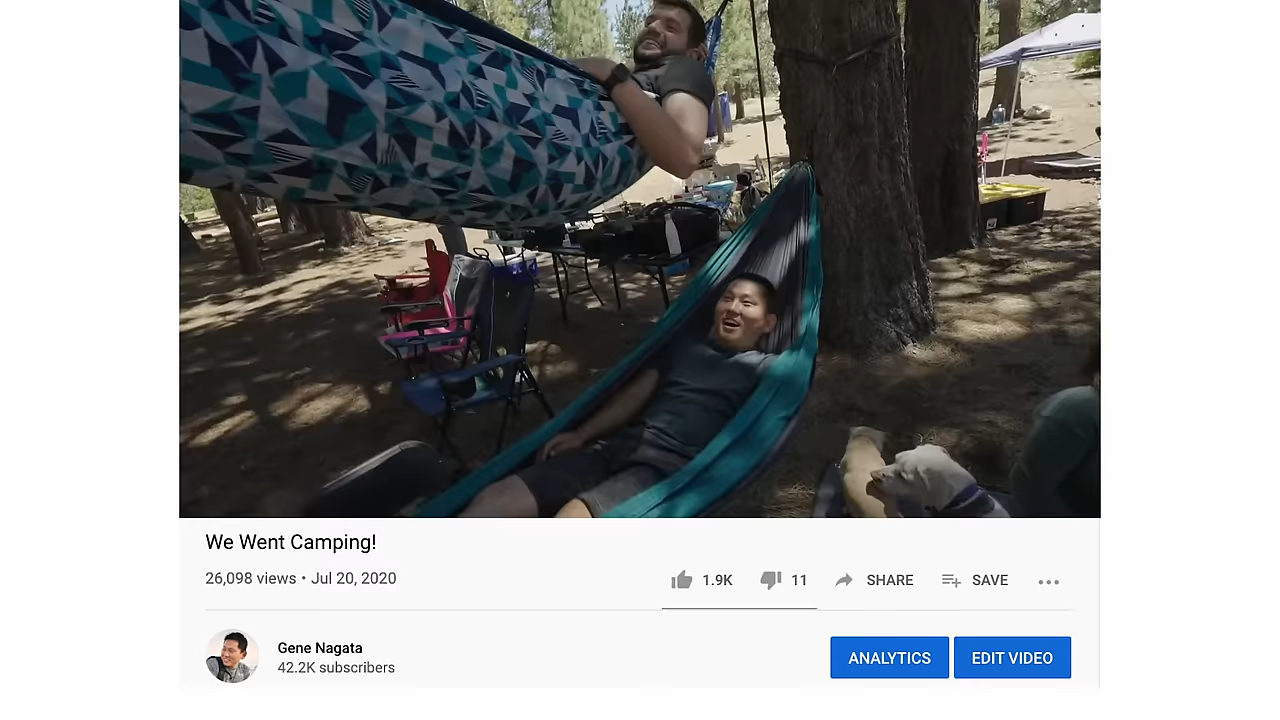 We Went Camping!
26,098 views • Jul 20, 2020
1.9K 11 SHARE SAVE
Gene Nagata
42.2K subscribers
ANALYTICS EDIT VIDEO